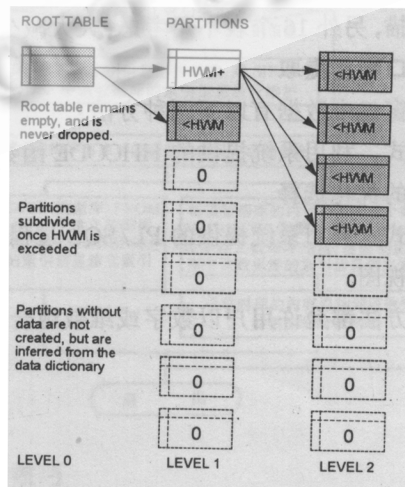 ROOT TABLE PARTITIONS
HWM+ <HWM
Root table remains
empty, and is
never dropped.
<HWM <HWM
0 <HWM
Partitions
subdivide
once HWM is
exceeded
0 <HWM
0 0
Partitions without
data are not
created, but are
inferred from the
data dictionary
0 0
0 0
0 0
LEVEL 0 LEVEL 1 LEVEL 2